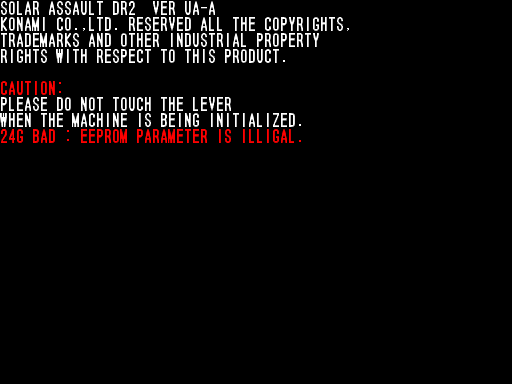 SOLAR ASSAULT DR2  VER UA-A
KONAMI CO.,LTD. RESERVED ALL THE COPYRIGHTS,
TRADEMARKS AND OTHER INDUSTRIAL PROPERTY
RIGHTS WITH RESPECT TO THIS PRODUCT.
CAUTION:
PLEASE DO NOT TOUCH THE LEVER
WHEN THE MACHINE IS BEING INITIALIZED.
24G BAD : EEPROM PARAMETER IS ILLIGAL.